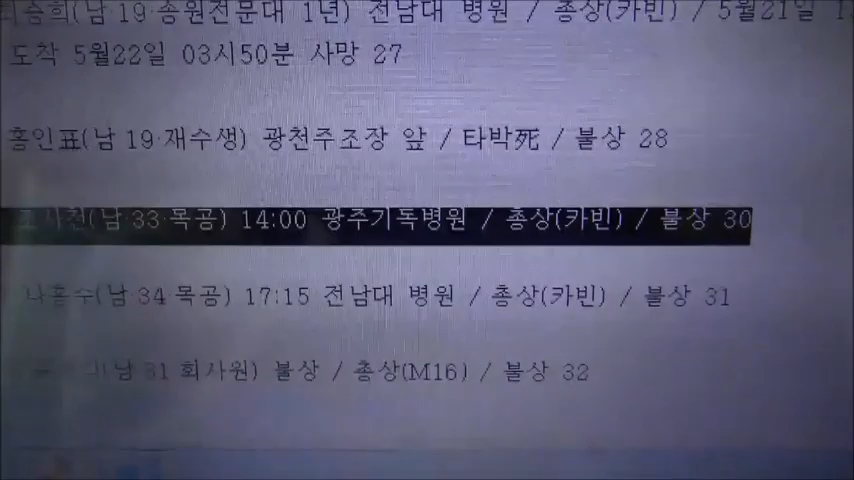 최승희(남·19·송원전문대 1년) 전남대 병원 / 총상(카빈) / 5월21일
도착 5월22일 03시50분 사망 27
홍인표(남 19·재수생) 광천주조장 앞 / 타박死 / 불상 28
조사천(남·33·목공) 14:00 광주기독병원 / 총상(카빈) / 불상 30
나홍수(남·34 목공) 17:15 전남대 병원 / 총상(카빈) / 불상 31
(남 31 회사원) 불상 / 총상(M16) / 불상 32